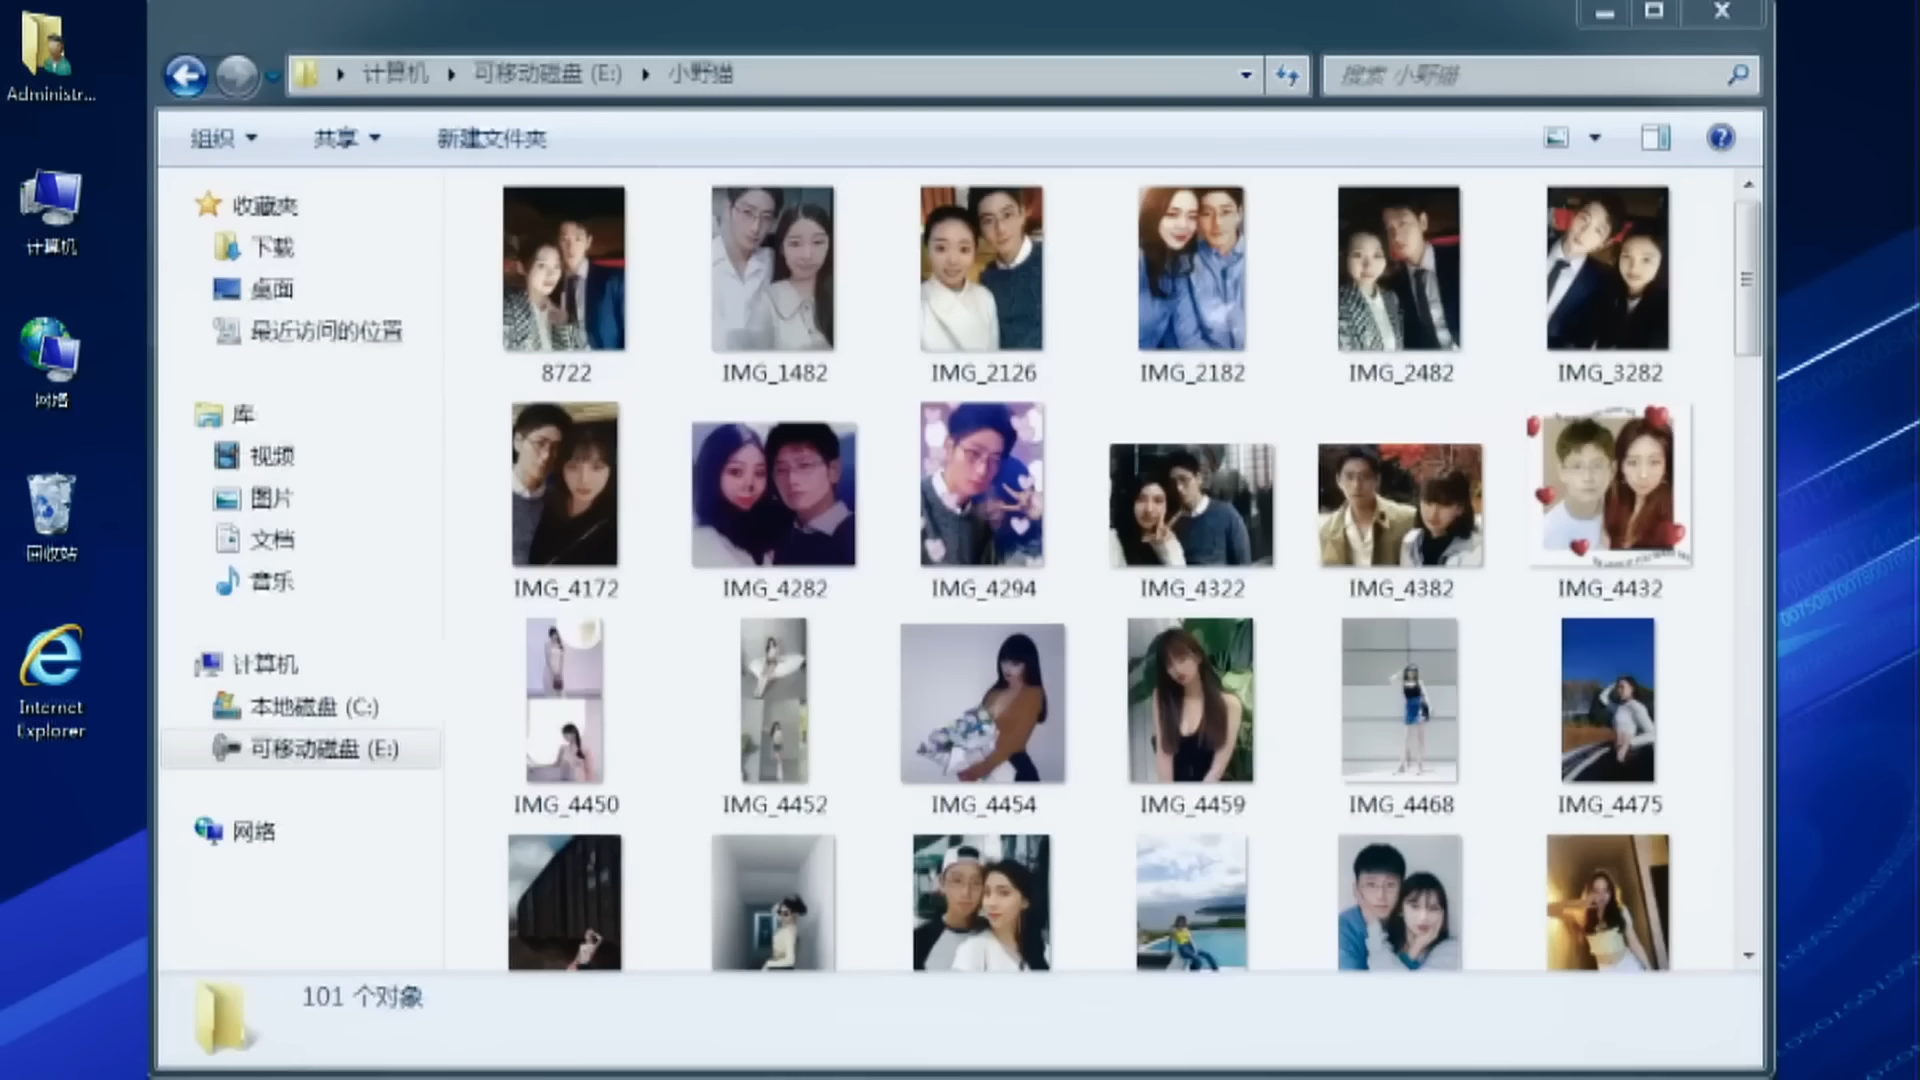 Administr...
计算机
网络
回收站
Internet
Explorer
计算机 可移动磁盘 (E:) 小野猫
搜索 小野猫
组织 共享 新建文件夹
收藏夹
下载
桌面
最近访问的位置
库
视频
图片
文档
音乐
计算机
本地磁盘 (C:)
可移动磁盘 (E:)
网络
8722 IMG_1482 IMG_2126 IMG_2182 IMG_2482 IMG_3282
IMG_4172 IMG_4282 IMG_4294 IMG_4322 IMG_4382 IMG_4432
IMG_4450 IMG_4452 IMG_4454 IMG_4459 IMG_4468 IMG_4475
101 个对象